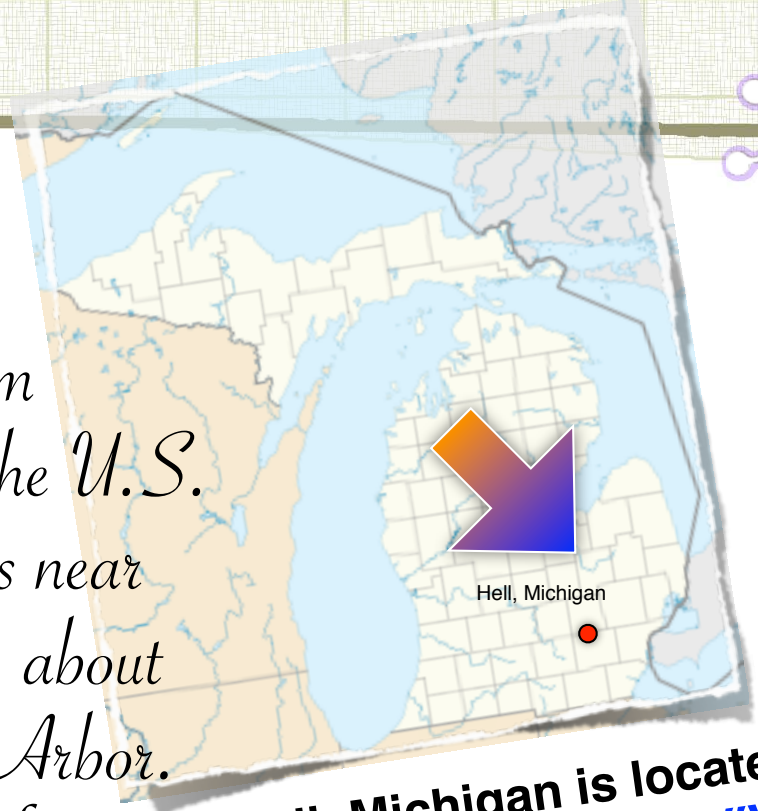 n
he U.S.
s near
about
Arbor.
Hell, Michigan
Michigan is locate